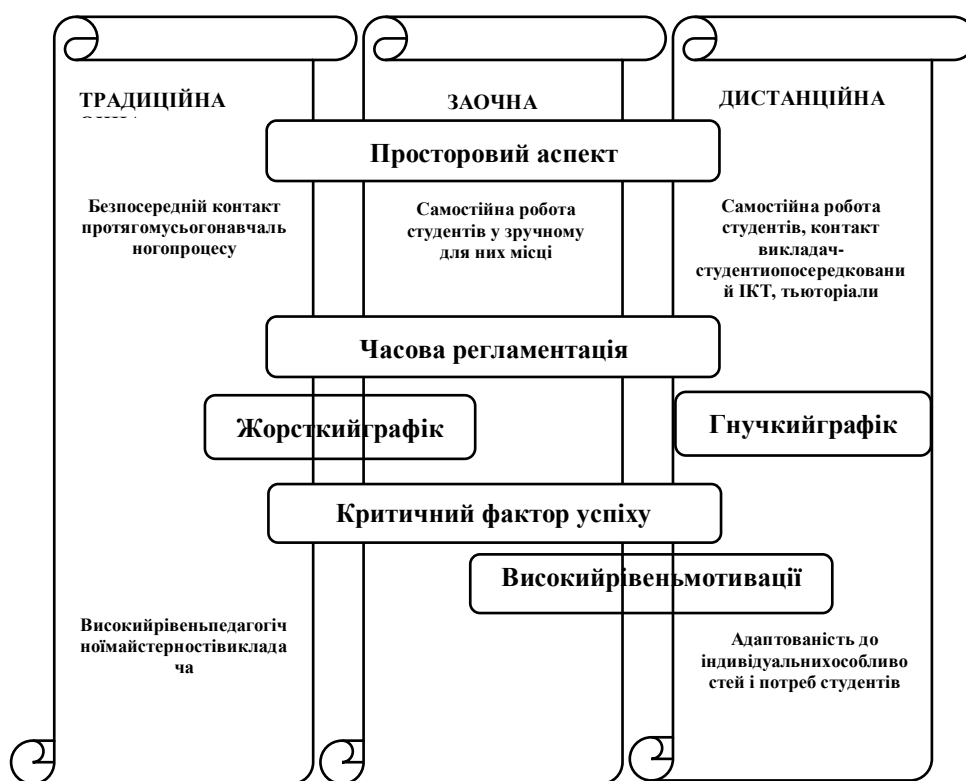 ТРАДИЦІЙНА
ЗАОЧНА
ДИСТАНЦІЙНА
Просторовий аспект
Безпосередній контакт
протягомусьогонавчаль
ногопроцесу
Самостійна робота
студентів у зручному
для них місці
Самостійна робота
студентів, контакт
викладач-
студентиопосередковани
й ІКТ, тьюторіали
Часова регламентація
Жорсткийграфік
Гнучкийграфік
Критичний фактор успіху
Високийрівеньмотивації
Високийрівеньпедагогіч
ноїмайстерностівиклада
ча
Адаптованість до
індивідуальнихособливо
стей і потреб студентів